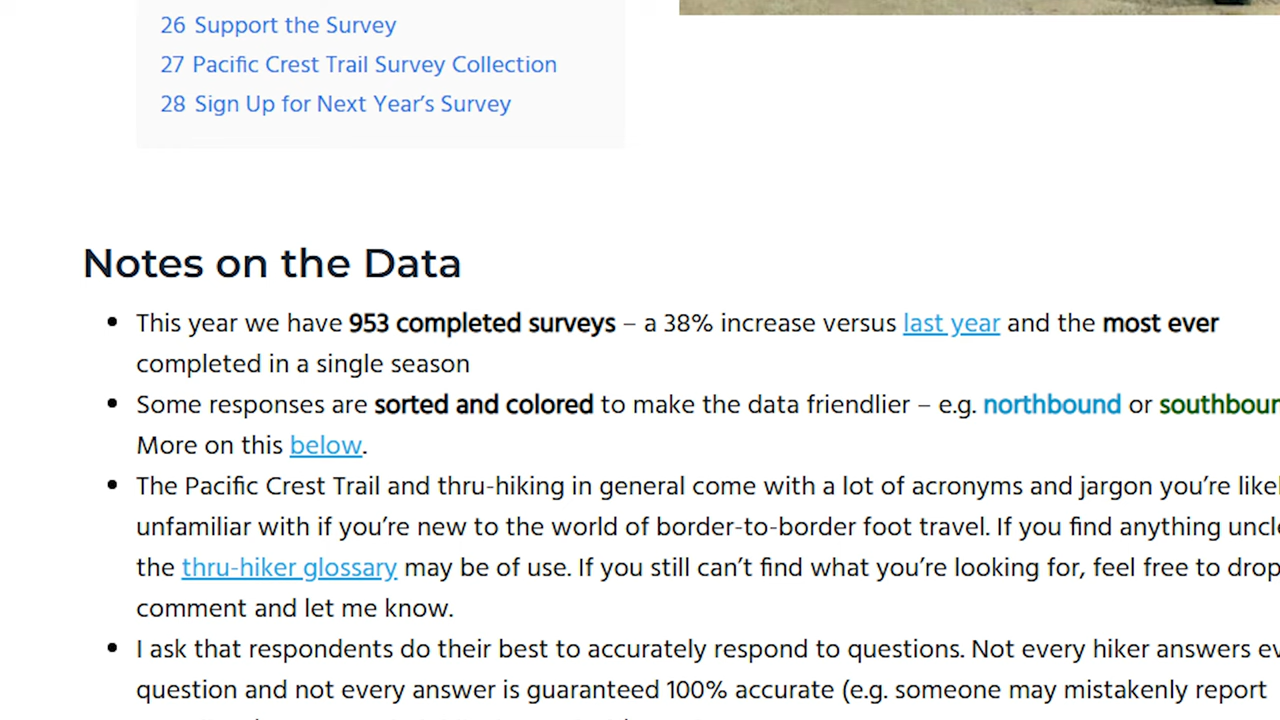 26 Support the Survey
27 Pacific Crest Trail Survey Collection
28 Sign Up for Next Year’s Survey
Notes on the Data
• This year we have 953 completed surveys – a 38% increase versus last year and the most ever
completed in a single season
• Some responses are sorted and colored to make the data friendlier – e.g. northbound or
More on this below.
• The Pacific Crest Trail and thru-hiking in general come with a lot of acronyms and jargon you’re
unfamiliar with if you’re new to the world of border-to-border foot travel. If you find anything
the thru-hiker glossary may be of use. If you still can’t find what you’re looking for, feel free to drop
comment and let me know.
• I ask that respondents do their best to accurately respond to questions. Not every hiker answers
question and not every answer is guaranteed 100% accurate (e.g. someone may mistakenly report